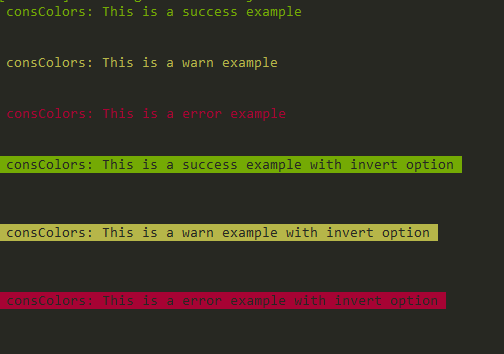 consColors: This is a success example
consColors: This is a warn example
consColors: This is a error example
consColors: This is a success example with invert option
consColors: This is a warn example with invert option
consColors: This is a error example with invert option